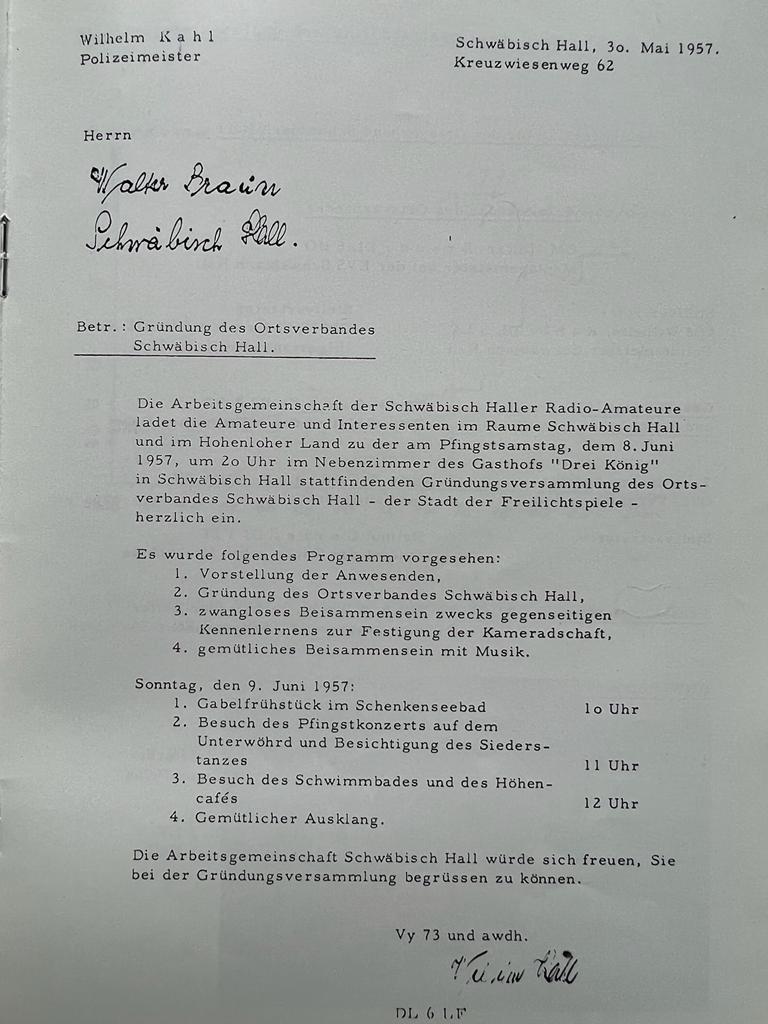 Wilhelm K a h l
Polizeimeister
Schwäbisch Hall, 3o. Mai 1957.
Kreuzwiesenweg 62
Herrn
Walter Braun
Schwäbisch Hall.
Betr.: Gründung des Ortsverbandes
Schwäbisch Hall.
Die Arbeitsgemeinschaft der Schwäbisch Haller Radio-Amateure
ladet die Amateure und Interessenten im Raume Schwäbisch Hall
und im Hohenloher Land zu der am Pfingstsamstag, dem 8. Juni
1957, um 2o Uhr im Nebenzimmer des Gasthofs "Drei König"
in Schwäbisch Hall stattfindenden Gründungsversammlung des Orts-
verbandes Schwäbisch Hall - der Stadt der Freilichtspiele -
herzlich ein.
Es wurde folgendes Programm vorgesehen:
1. Vorstellung der Anwesenden,
2. Gründung des Ortsverbandes Schwäbisch Hall,
3. zwangloses Beisammensein zwecks gegenseitigen
Kennenlernens zur Festigung der Kameradschaft,
4. gemütliches Beisammensein mit Musik.
Sonntag, den 9. Juni 1957:
1. Gabelfrühstück im Schenkenseebad 1o Uhr
2. Besuch des Pfingstkonzerts auf dem
Unterwöhrd und Besichtigung des Sieders-
tanzes 11 Uhr
3. Besuch des Schwimmbades und des Höhen-
cafés 12 Uhr
4. Gemütlicher Ausklang.
Die Arbeitsgemeinschaft Schwäbisch Hall würde sich freuen, Sie
bei der Gründungsversammlung begrüssen zu können.
Vy 73 und awdh.
DL 6 LF